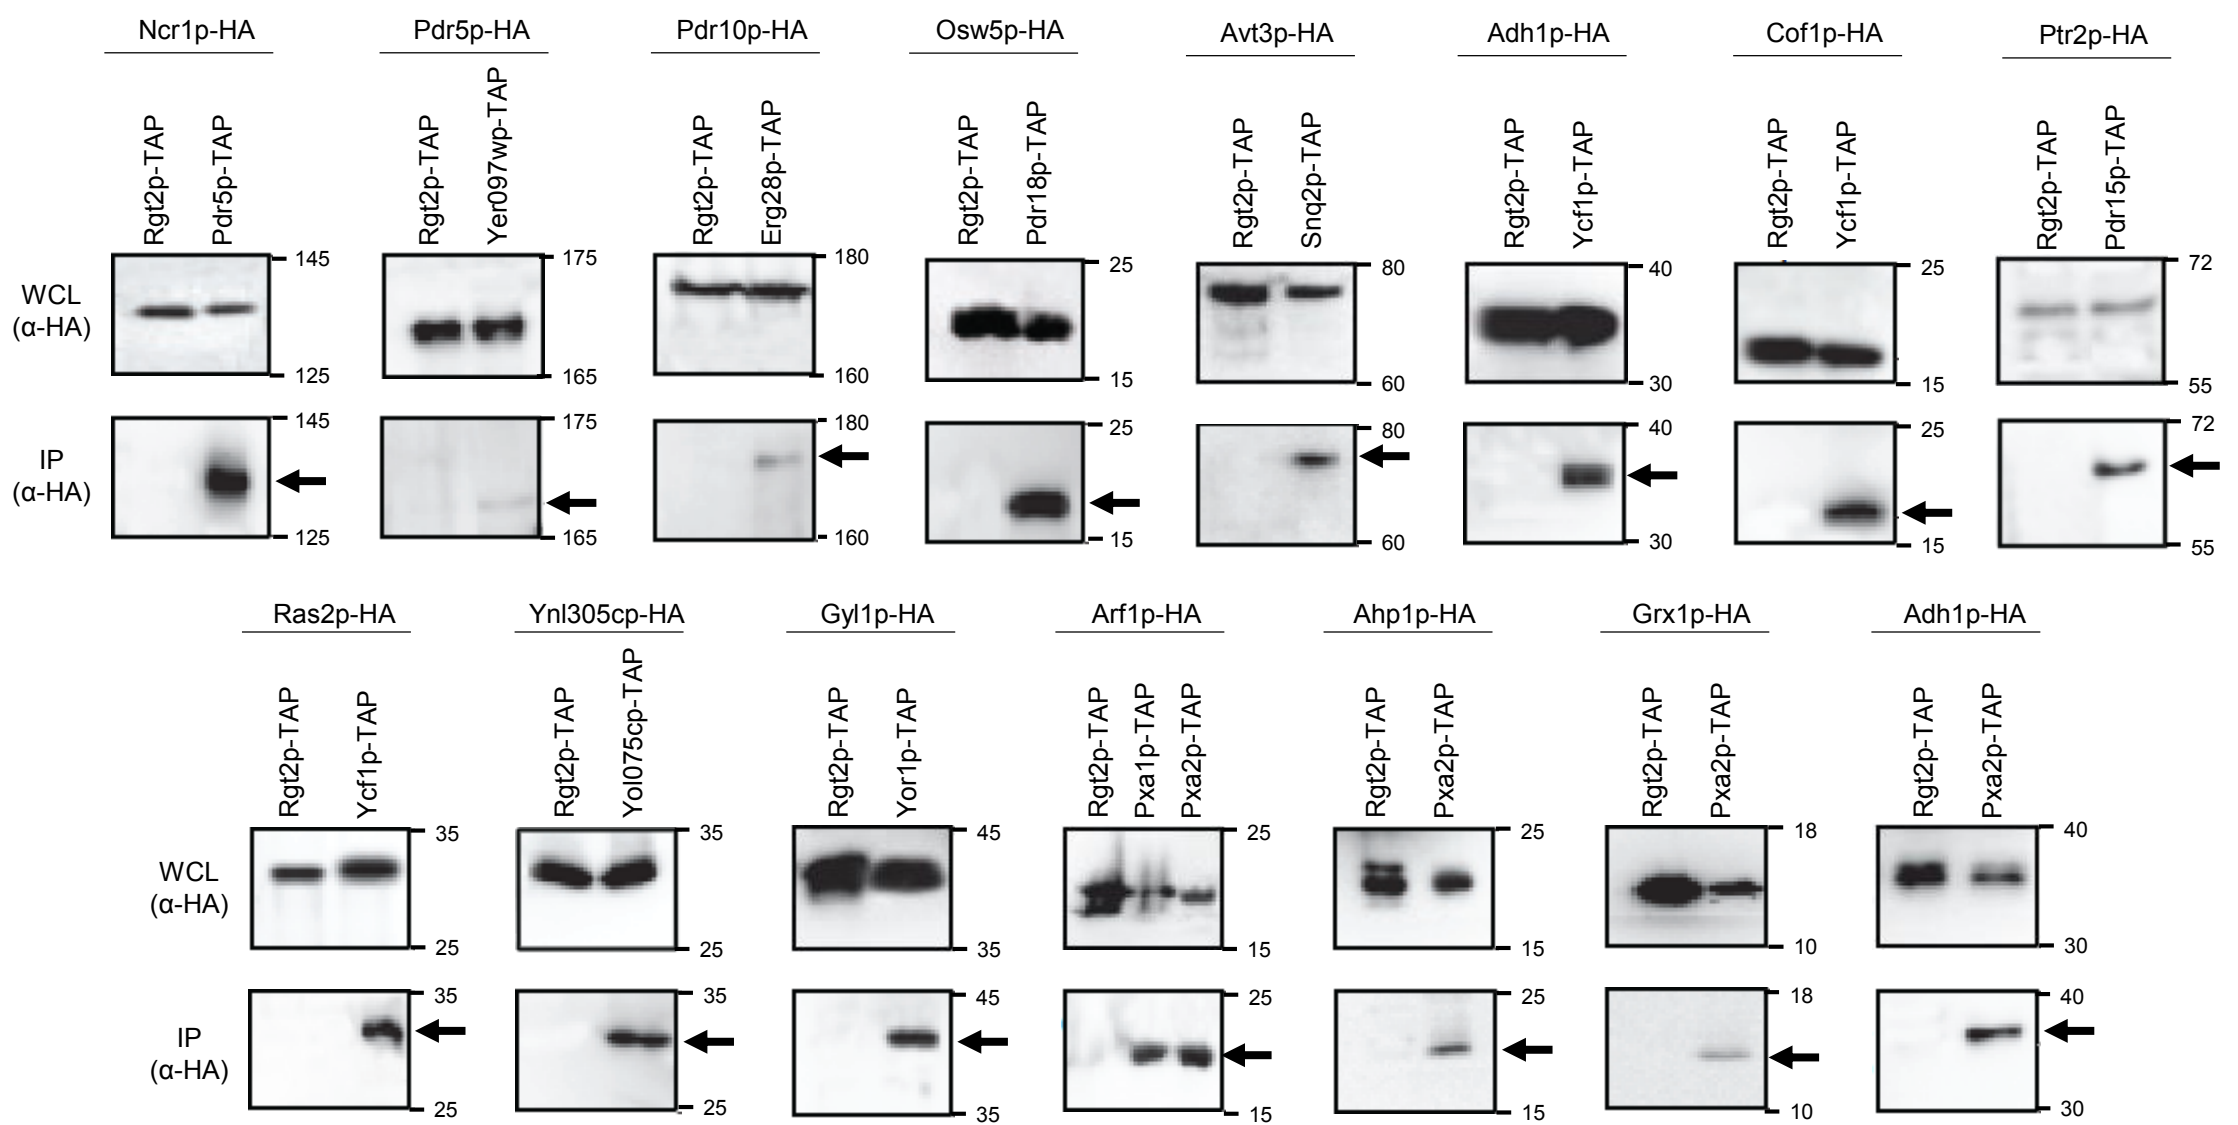 Ncr1p-HA Pdr5p-HA Pdr10p-HA Osw5p-HA Avt3p-HA Adh1p-HA Cof1p-HA Ptr2p-HA
Rgt2p-TAP Pdr5p-TAP Rgt2p-TAP Yer097wp-TAP Rgt2p-TAP Erg28p-TAP Rgt2p-TAP Pdr18p-TAP Rgt2p-TAP Snq2p-TAP Rgt2p-TAP Ycf1p-TAP Rgt2p-TAP Ycf1p-TAP Rgt2p-TAP Pdr15p-TAP
145 175 180 25 80 40 25 72
WCL
(α-HA)
125 165 160 15 60 30 15 55
145 175 180 25 80 40 25 72
IP
(α-HA)
125 165 160 15 60 30 15 55
Ras2p-HA Ynl305cp-HA Gyl1p-HA Arf1p-HA Ahp1p-HA Grx1p-HA Adh1p-HA
Rgt2p-TAP Ycf1p-TAP Rgt2p-TAP Yol075cp-TAP Rgt2p-TAP Yor1p-TAP Rgt2p-TAP Pxa1p-TAP Pxa2p-TAP Rgt2p-TAP Pxa2p-TAP Rgt2p-TAP Pxa2p-TAP Rgt2p-TAP Pxa2p-TAP
35 35 45 25 25 18 40
WCL
(α-HA)
25 25 35 15 15 10 30
35 35 45 25 25 18 40
IP
(α-HA)
25 25 35 15 15 10 30